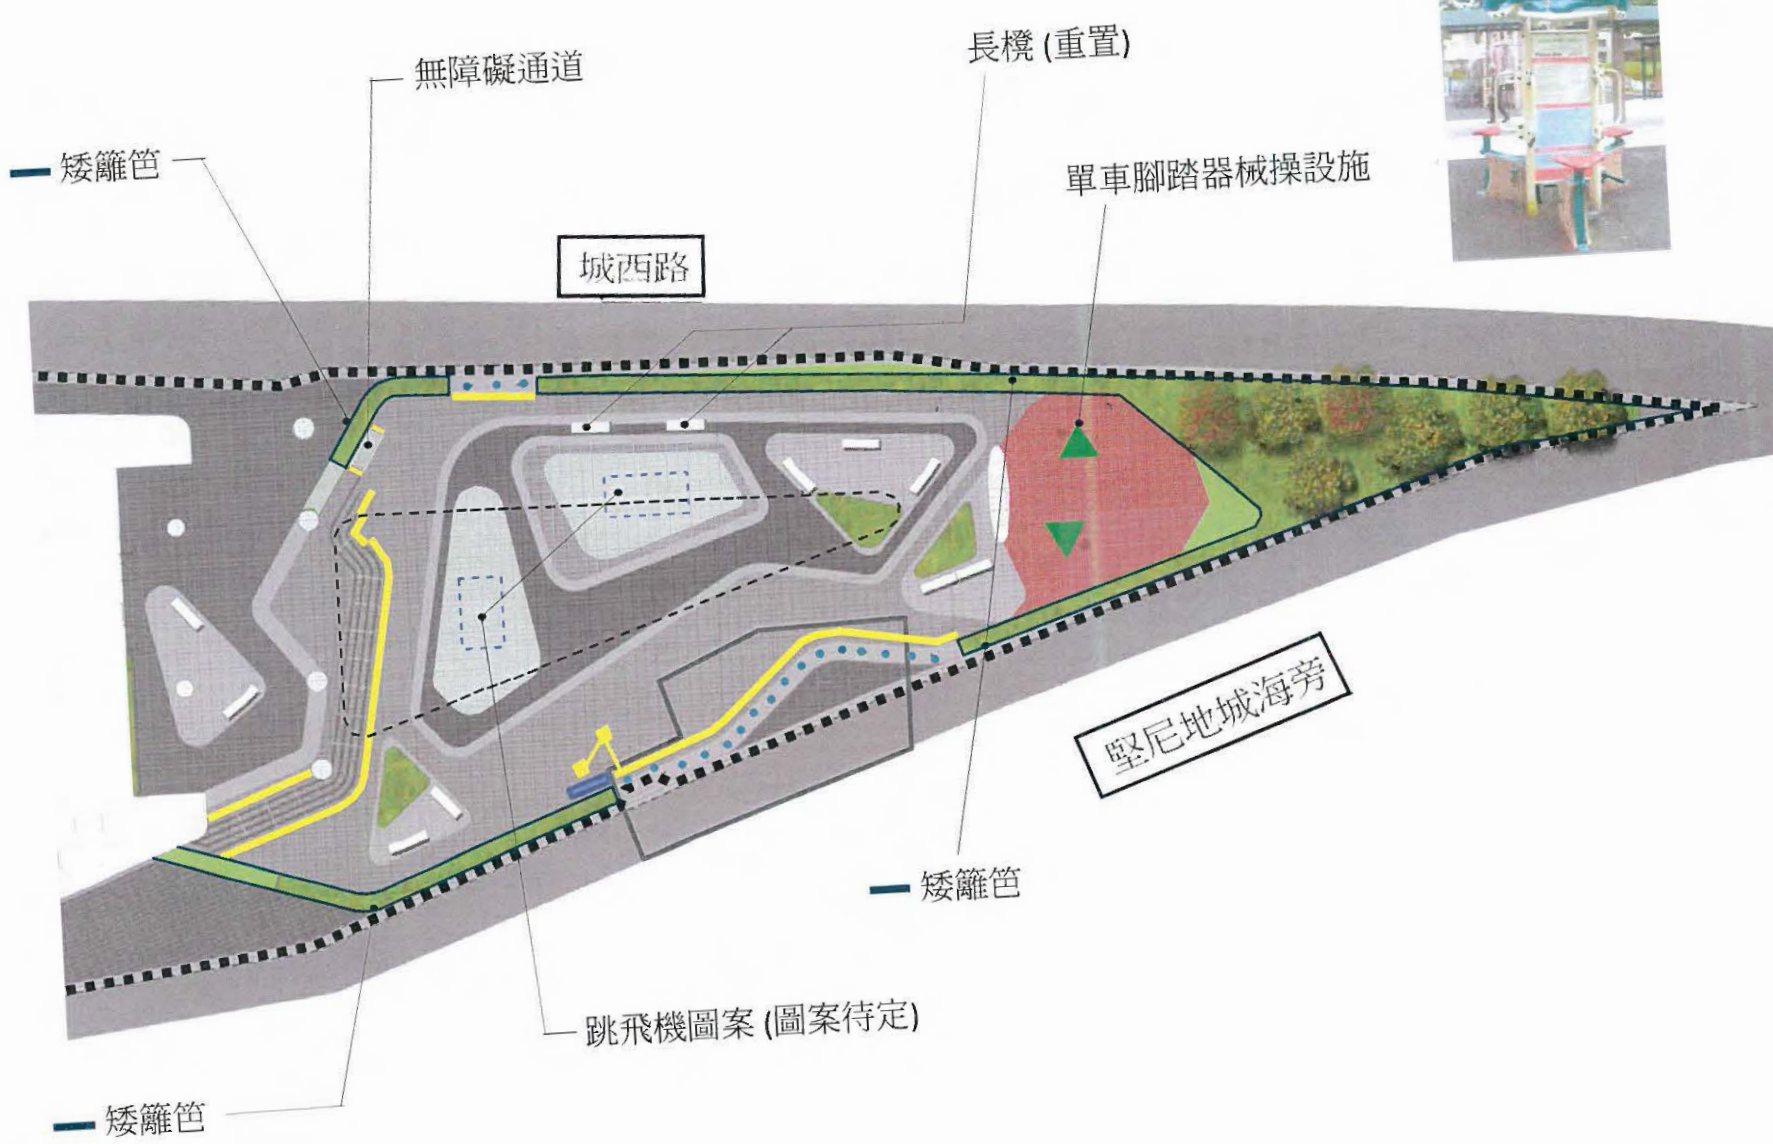 無障礙通道
長櫈 (重置)
矮籬笆
單車腳踏器械操設施
城西路
堅尼地城海旁
矮籬笆
跳飛機圖案 (圖案待定)
矮籬笆